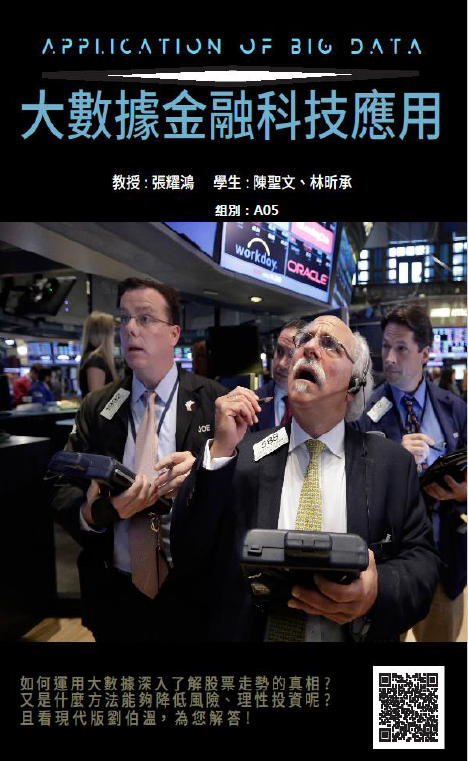 APPLICATION OF BIG DATA
大數據金融科技應用
教授：張耀鴻　學生：陳聖文、林昕承
組別：A05
workday.
ORACLE
JOE
588
如何運用大數據深入了解股票走勢的真相？
又是什麼方法能夠降低風險、理性投資呢？
且看現代版劉伯溫，為您解答！